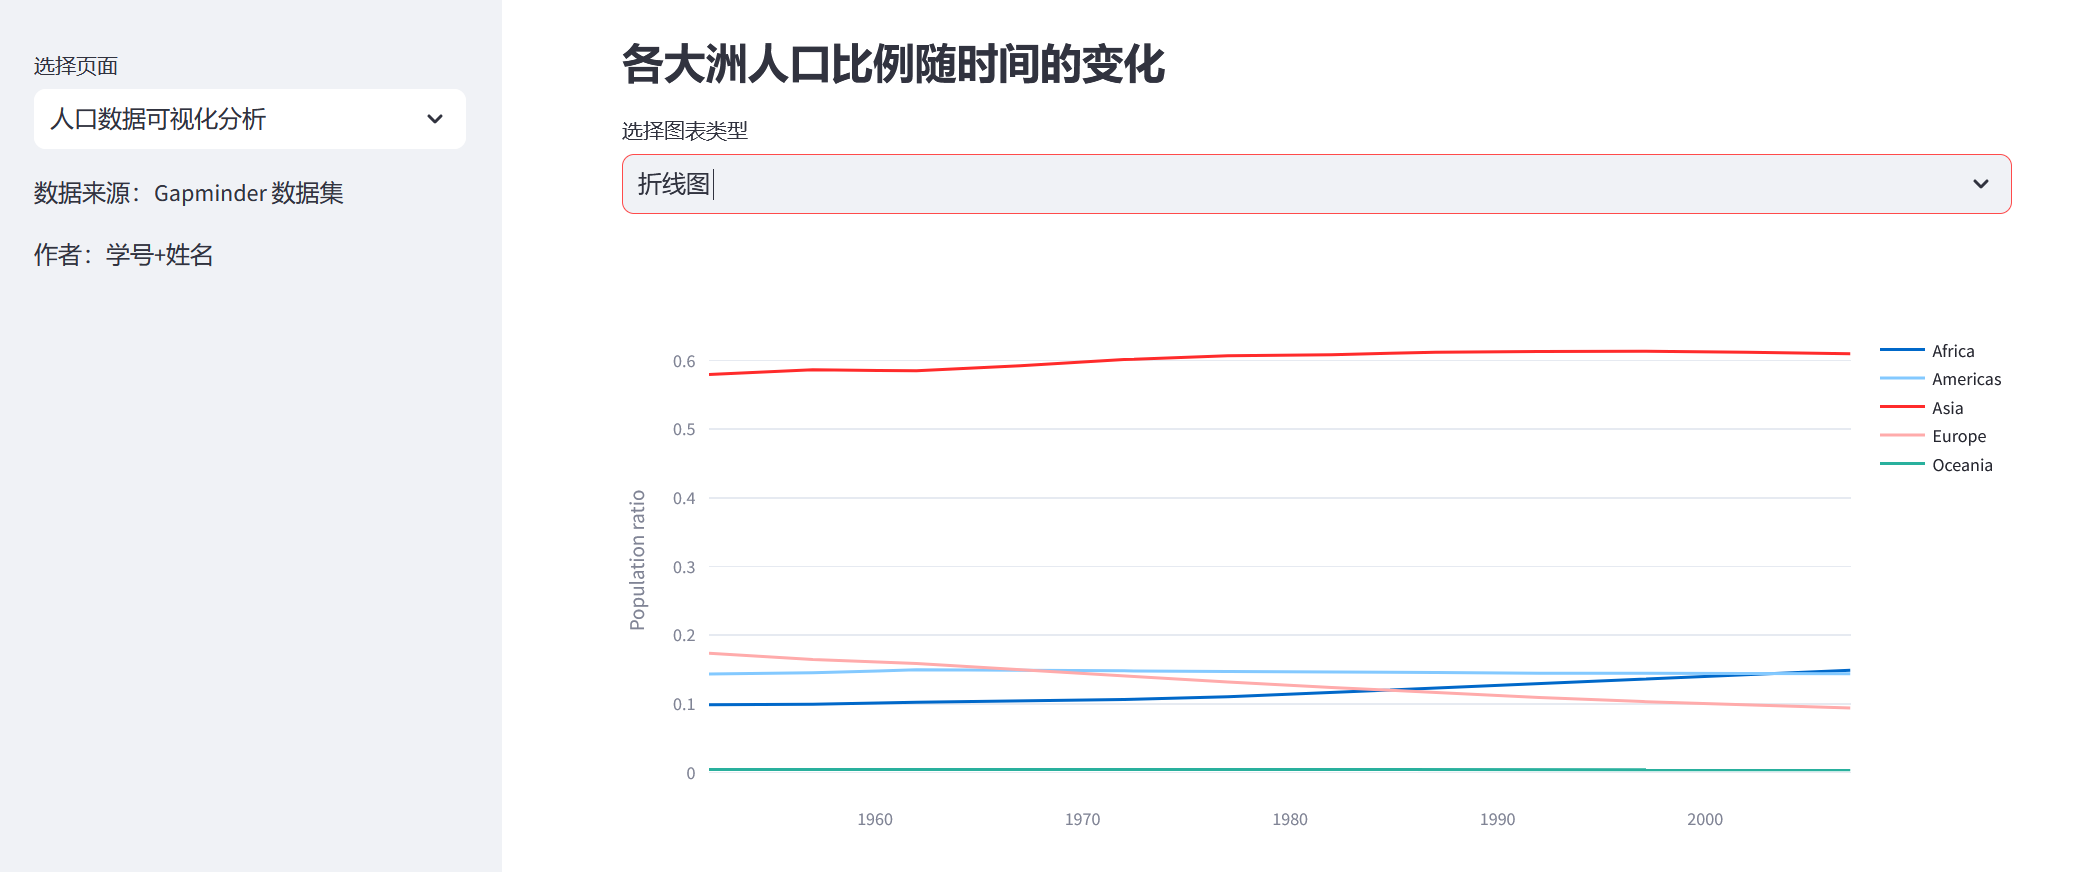 选择页面
人口数据可视化分析
数据来源：Gapminder 数据集
作者：学号+姓名
各大洲人口比例随时间的变化
选择图表类型
折线图
0.6
0.5
0.4
0.3
0.2
0.1
0
Population ratio
1960
1970
1980
1990
2000
Africa
Americas
Asia
Europe
Oceania